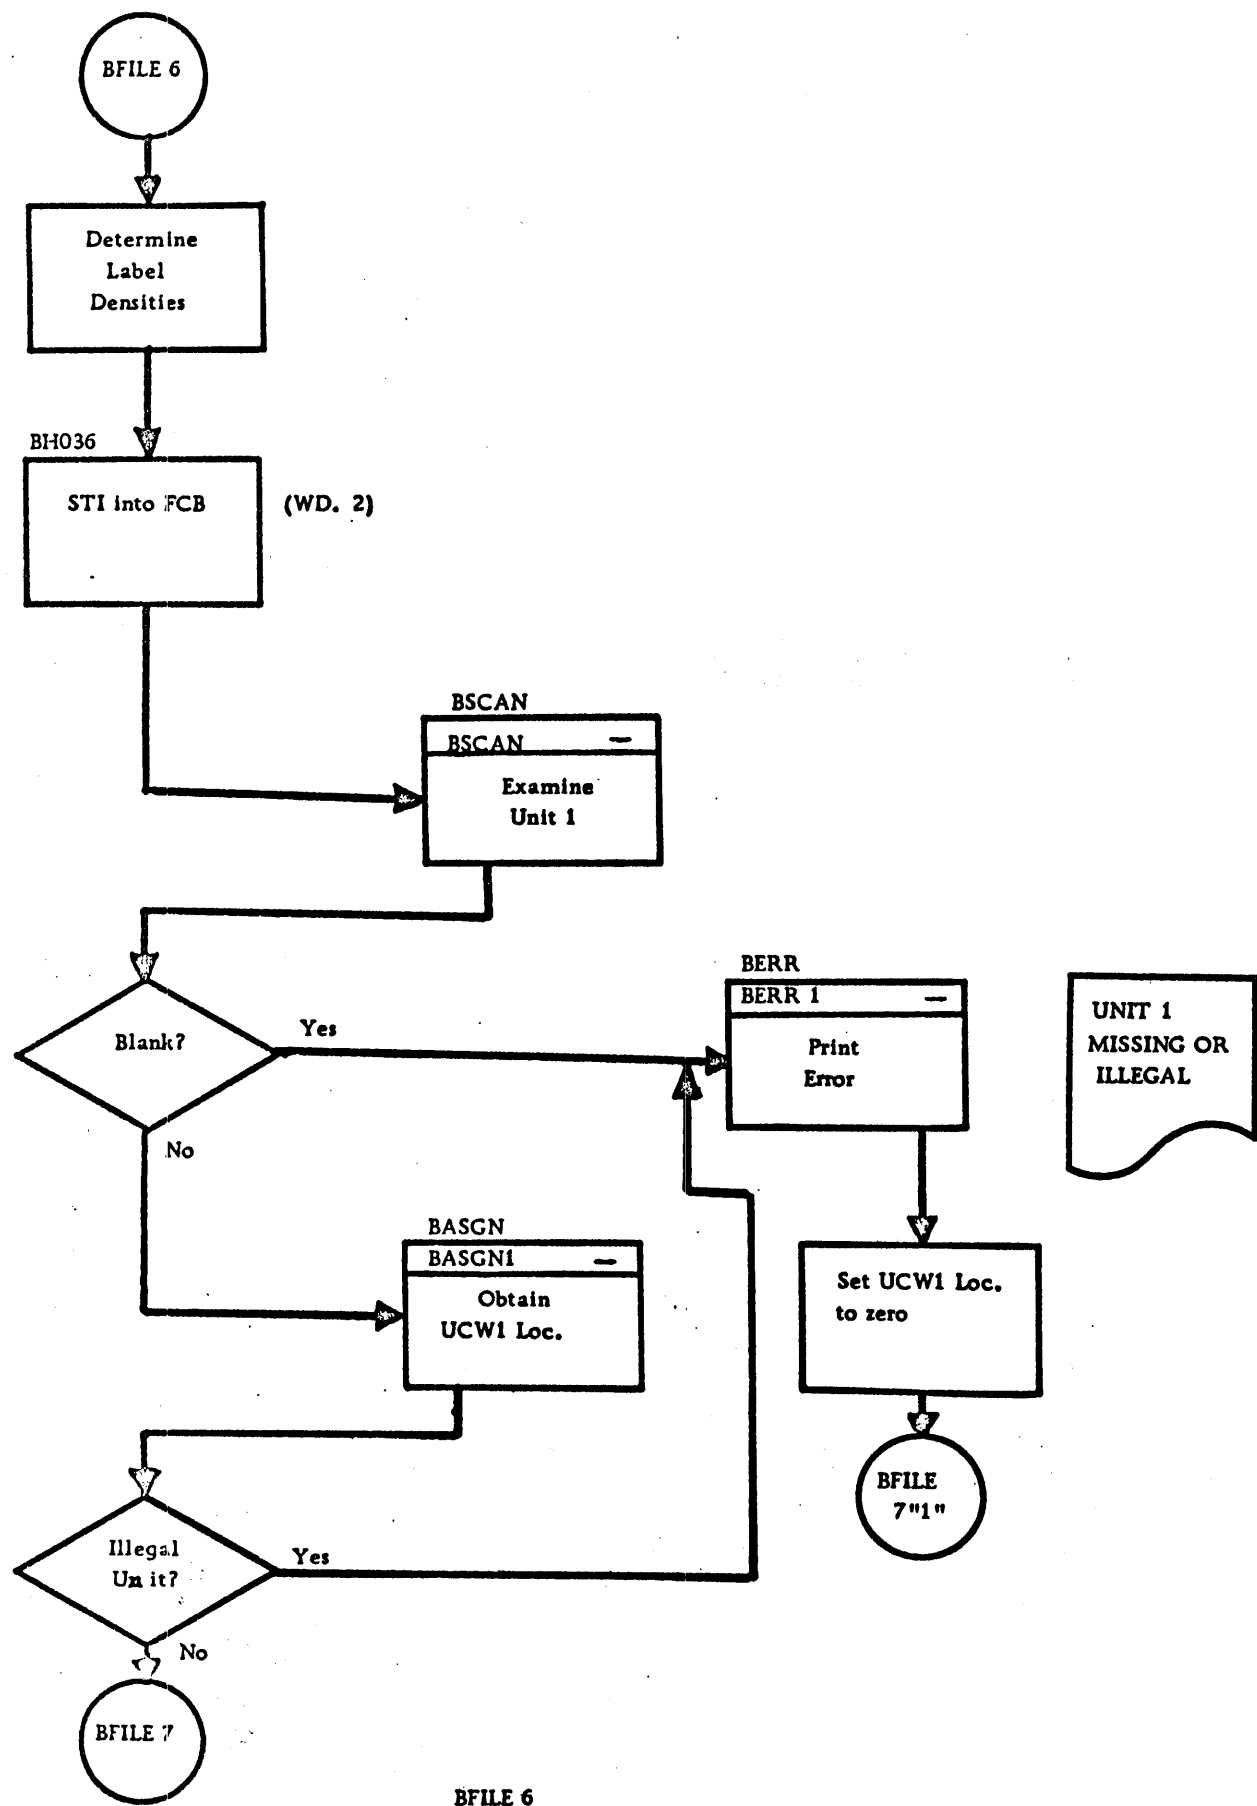 BFILE 6
Determine
Label
Densities
BH036
STI into FCB
(WD. 2)
BSCAN
BSCAN —
Examine
Unit 1
Blank?
Yes
No
BERR
BERR 1 —
Print
Error
UNIT 1
MISSING OR
ILLEGAL
BASGN
BASGN1 —
Obtain
UCW1 Loc.
Set UCW1 Loc.
to zero
BFILE
7"1"
Illegal
Unit?
Yes
No
BFILE 7
BFILE 6